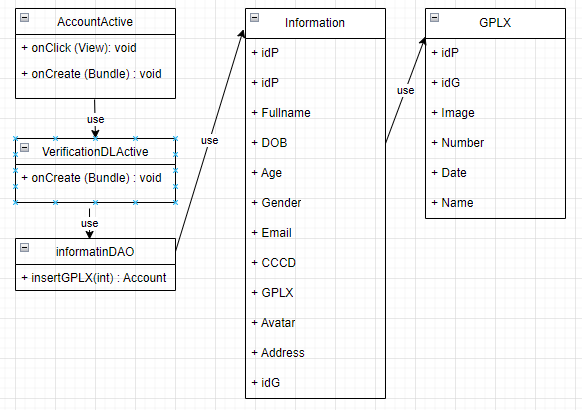 AccountActive
+ onClick (View): void
+ onCreate (Bundle) : void
use
VerificationDLActive
+ onCreate (Bundle) : void
use
informatinDAO
+ insertGPLX(int) : Account
use
Information
+ idP
+ idP
+ Fullname
+ DOB
+ Age
+ Gender
+ Email
+ CCCD
+ GPLX
+ Avatar
+ Address
+ idG
use
GPLX
+ idP
+ idG
+ Image
+ Number
+ Date
+ Name